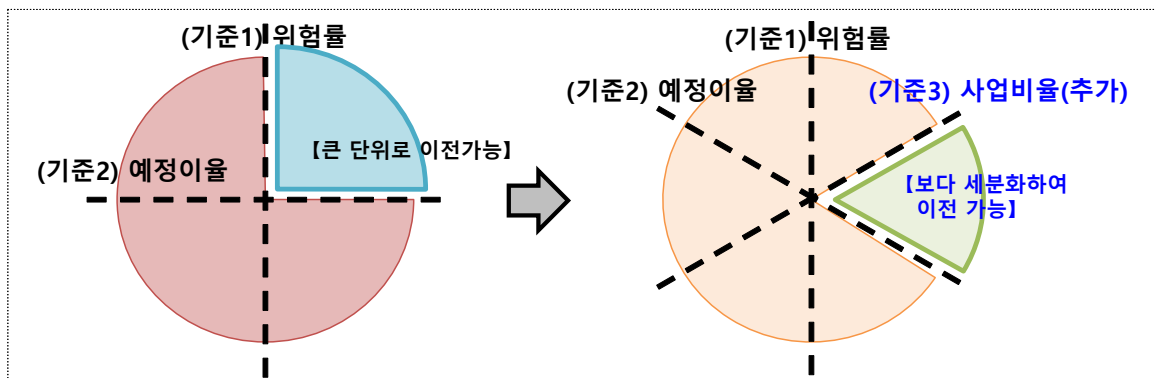 (기준1) 위험률
【큰 단위로 이전가능】
(기준2) 예정이율
(기준1) 위험률
(기준2) 예정이율
(기준3) 사업비율(추가)
【보다 세분화하여
이전 가능】